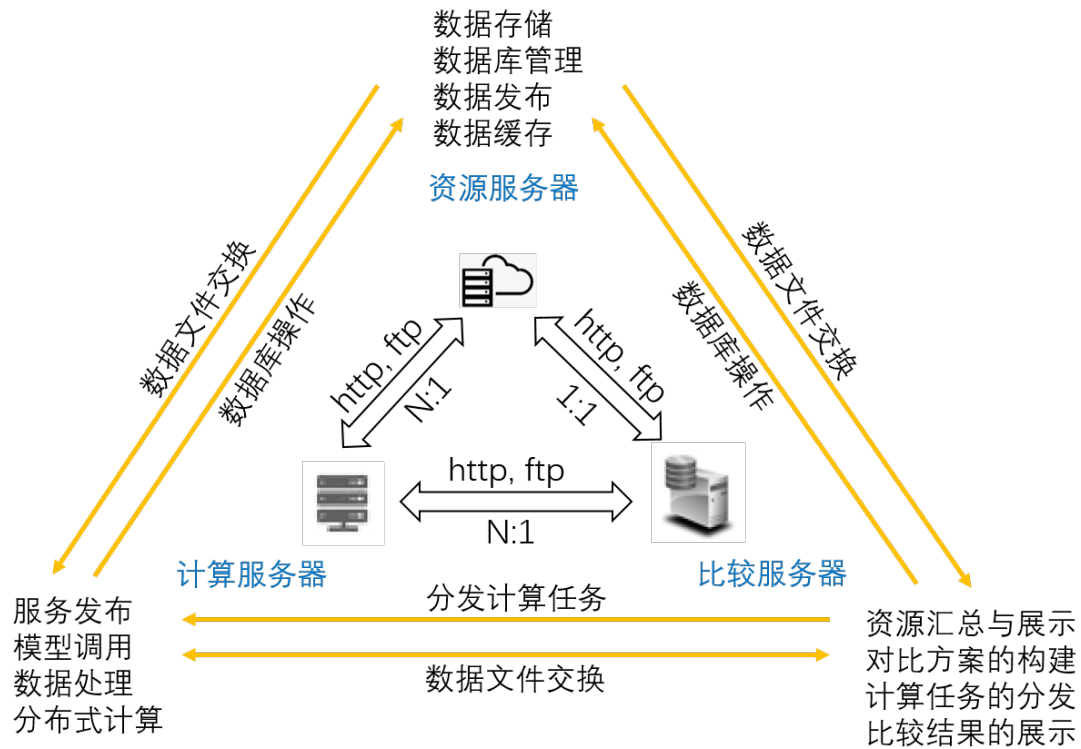 数据存储
数据库管理
数据发布
数据缓存
资源服务器
数据文件交换
数据库操作
http, ftp
N:1
http, ftp
1:1
数据库操作
数据文件交换
http, ftp
N:1
计算服务器
比较服务器
分发计算任务
数据文件交换
服务发布
模型调用
数据处理
分布式计算
资源汇总与展示
对比方案的构建
计算任务的分发
比较结果的展示